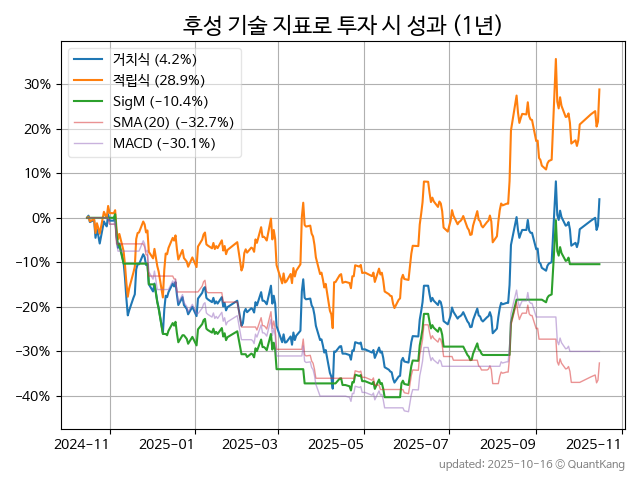 후성 기술 지표로 투자 시 성과 (1년)
거치식 (4.2%)
적립식 (28.9%)
SigM (−10.4%)
SMA(20) (−32.7%)
MACD (−30.1%)
30%
20%
10%
0%
−10%
−20%
−30%
−40%
2024-11 2025-01 2025-03 2025-05 2025-07 2025-09 2025-11
updated: 2025-10-16 © QuantKang